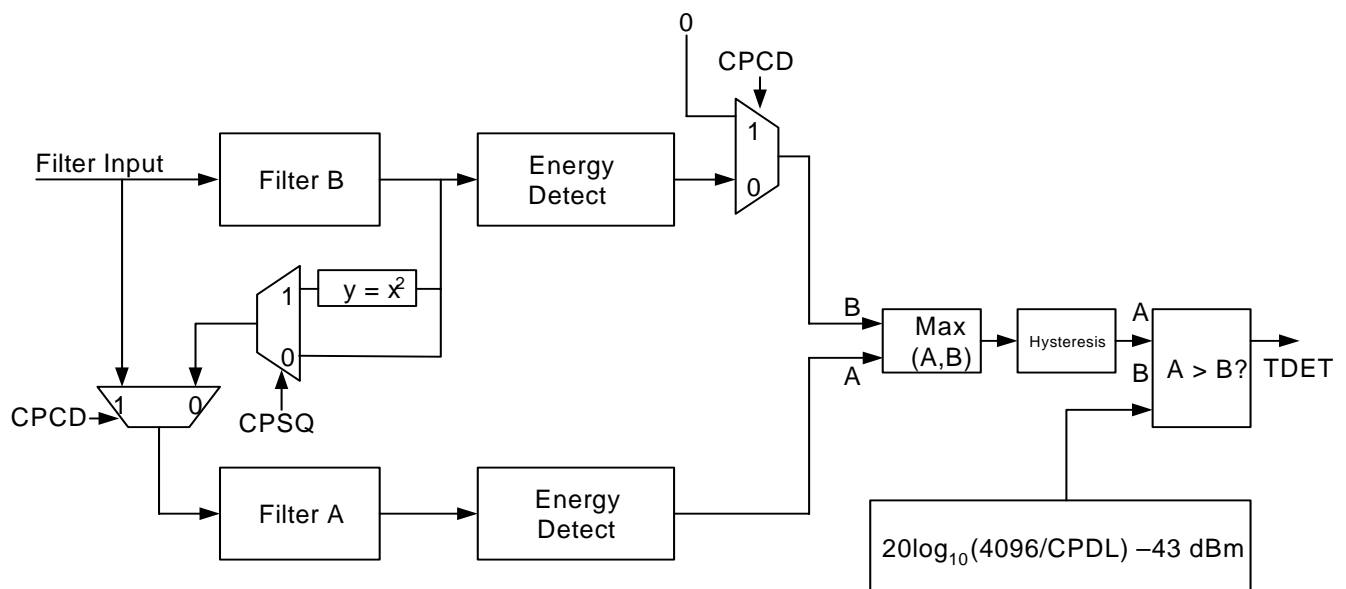 0
CPCD
1
0
Filter Input
Filter B
Energy
Detect
y = x²
1
0
CPSQ
CPCD
1
0
Filter A
Energy
Detect
B
A
Max
(A,B)
Hysteresis
A
B
A > B?
TDET
20log₁₀(4096/CPDL) –43 dBm